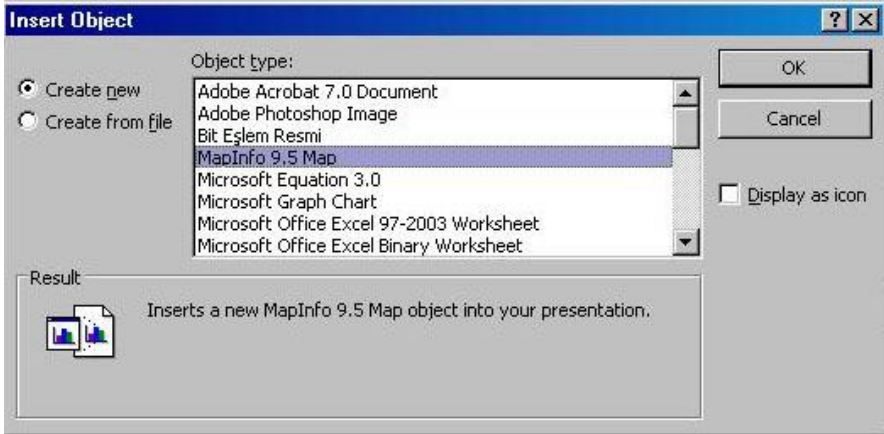 Insert Object
Object type:
Create new
Create from file
Adobe Acrobat 7.0 Document
Adobe Photoshop Image
Bit Eşlem Resmi
MapInfo 9.5 Map
Microsoft Equation 3.0
Microsoft Graph Chart
Microsoft Office Excel 97-2003 Worksheet
Microsoft Office Excel Binary Worksheet
OK
Cancel
Display as icon
Result
Inserts a new MapInfo 9.5 Map object into your presentation.